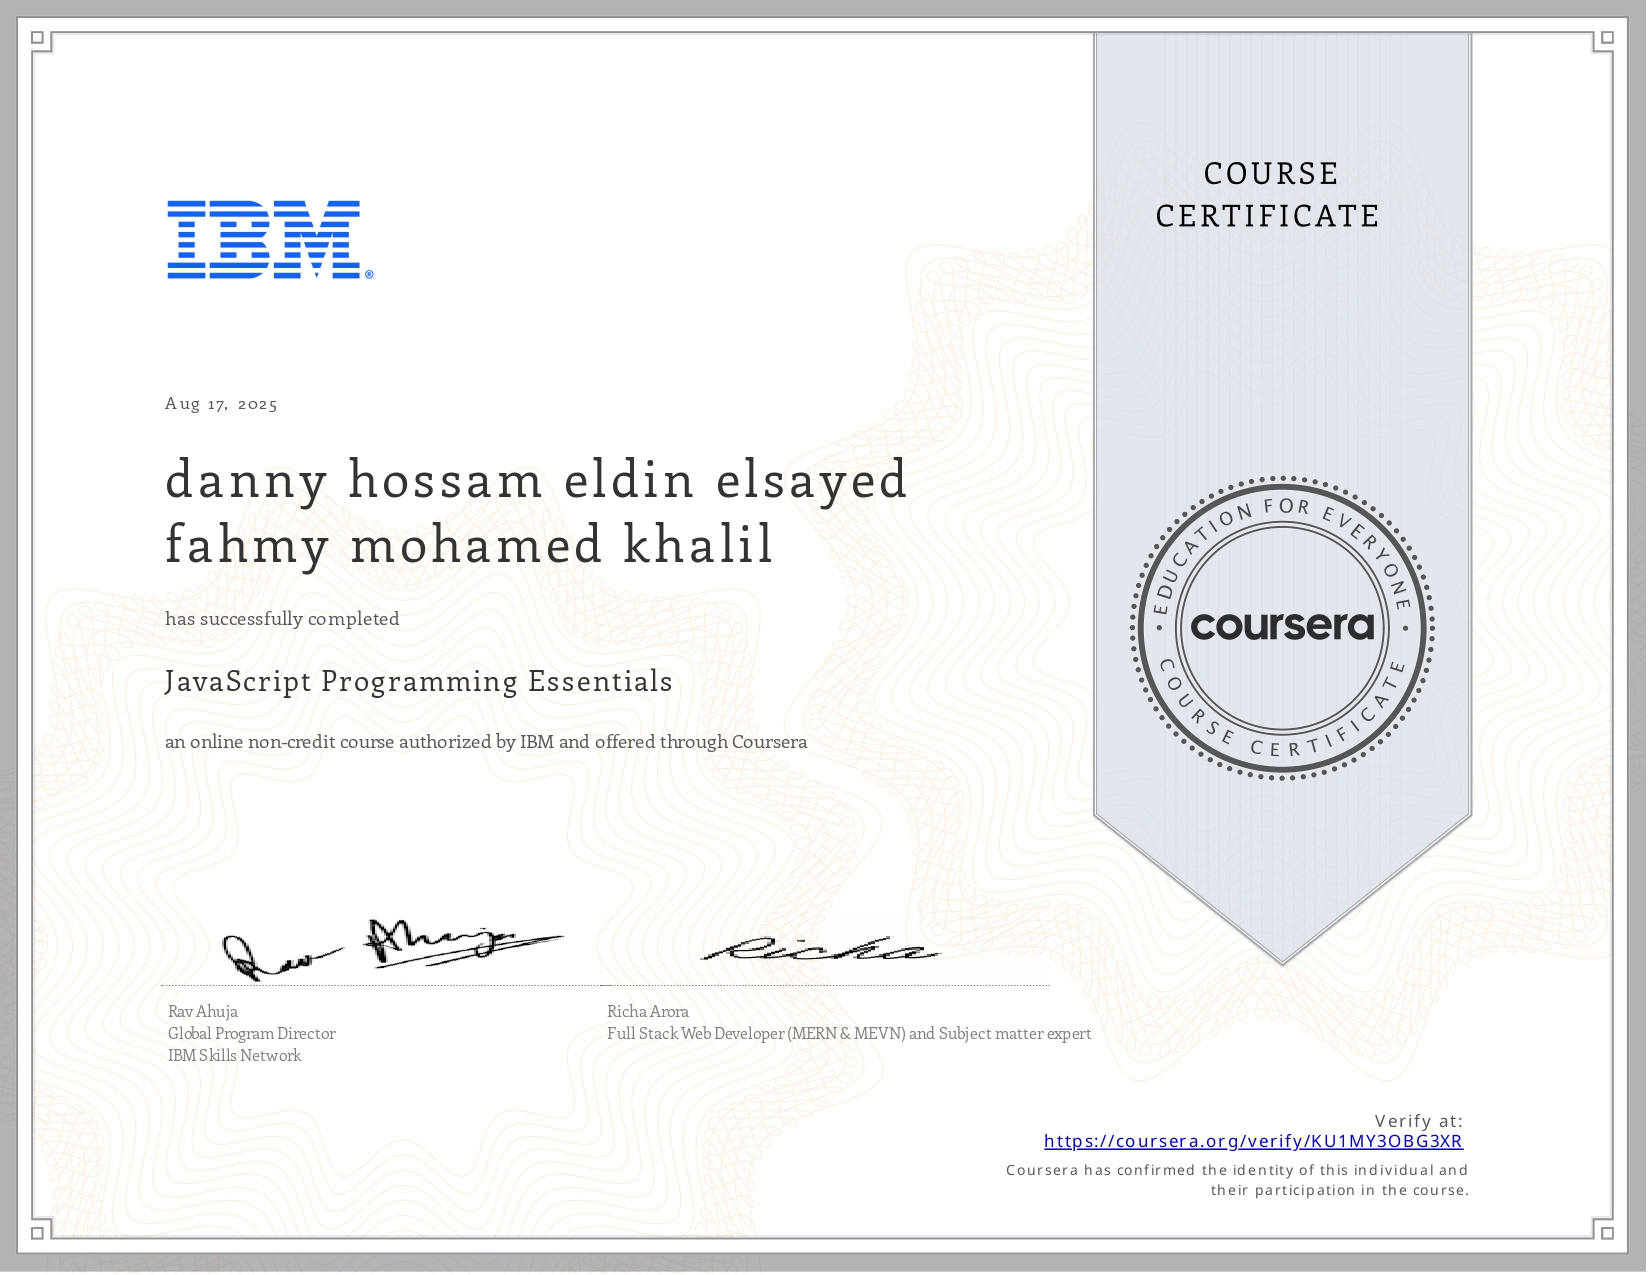 COURSE
CERTIFICATE
IBM®
Aug 17, 2025
danny hossam eldin elsayed
fahmy mohamed khalil
has successfully completed
JavaScript Programming Essentials
an online non-credit course authorized by IBM and offered through Coursera
EDUCATION FOR EVERYONE
coursera
COURSE CERTIFICATE
Rav Ahuja
Global Program Director
IBM Skills Network
Richa Arora
Full Stack Web Developer (MERN & MEVN) and Subject matter expert
Verify at:
https://coursera.org/verify/KU1MY3OBG3XR
Coursera has confirmed the identity of this individual and
their participation in the course.